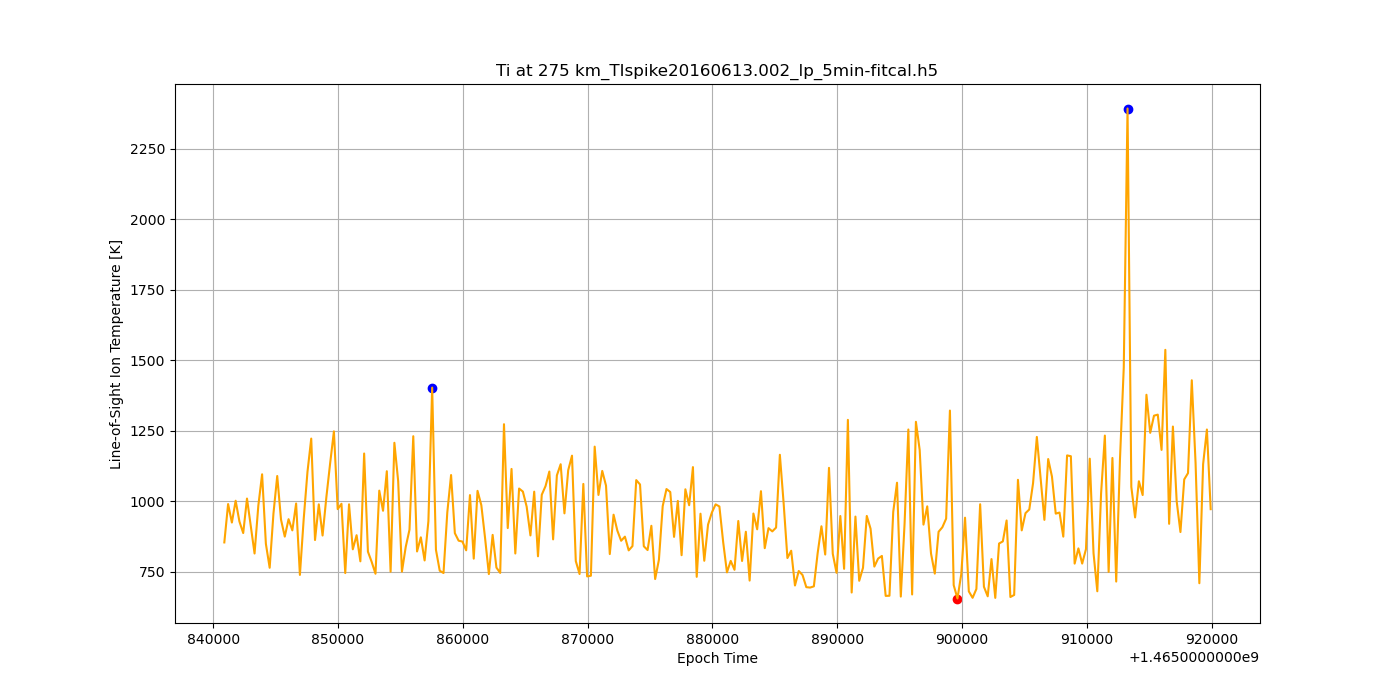 Ti at 275 km_TIspike20160613.002_lp_5min-fitcal.h5
Line-of-Sight Ion Temperature [K]
2250
2000
1750
1500
1250
1000
750
840000 850000 860000 870000 880000 890000 900000 910000 920000
Epoch Time
+1.4650000000e9